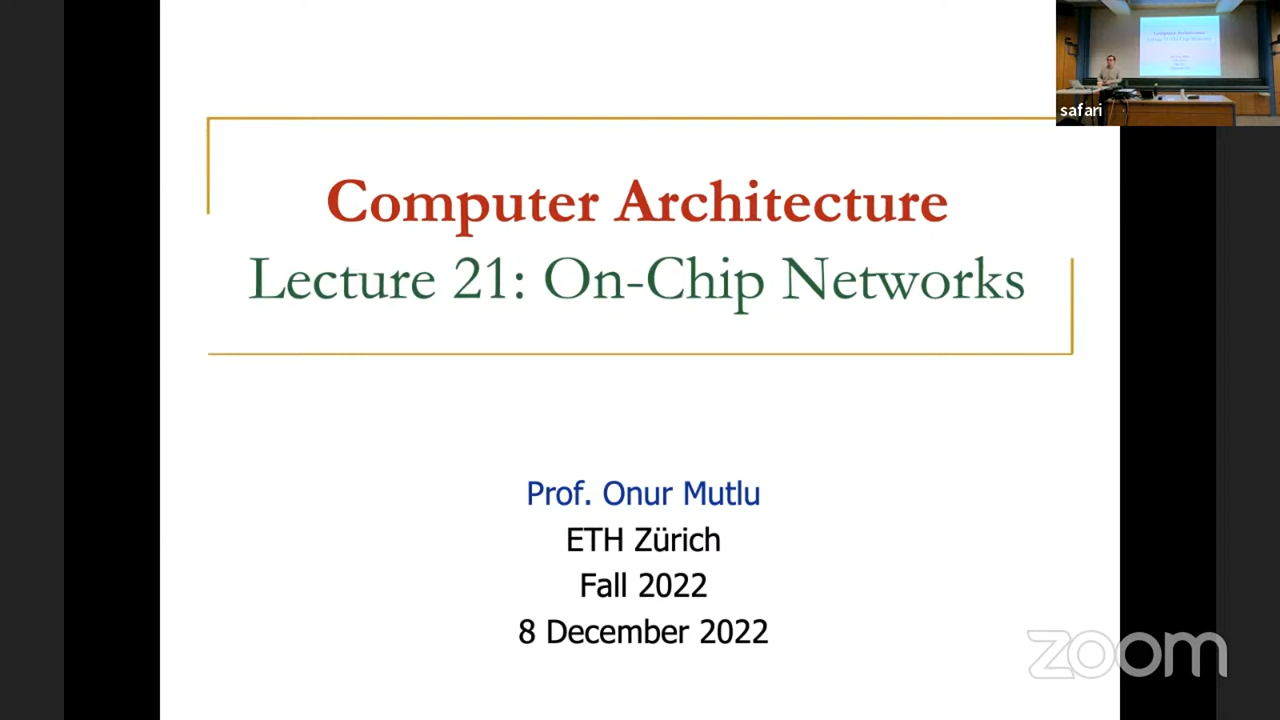 safari
Computer Architecture
Lecture 21: On-Chip Networks
Prof. Onur Mutlu
ETH Zürich
Fall 2022
8 December 2022
zoom